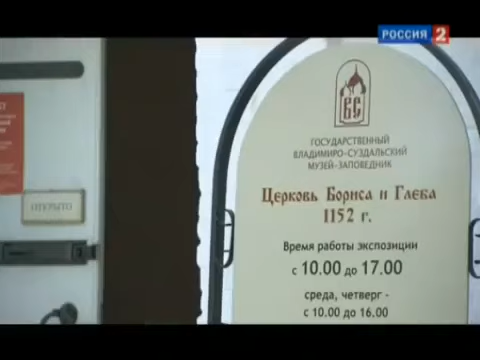 РОССИЯ 2
ВС
ГОСУДАРСТВЕННЫЙ
ВЛАДИМИРО-СУЗДАЛЬСКИЙ
МУЗЕЙ-ЗАПОВЕДНИК
Церковь Бориса и Глеба
1152 г.
ОТКРЫТО
Время работы экспозиции
с 10.00 до 17.00
среда, четверг -
с 10.00 до 16.00